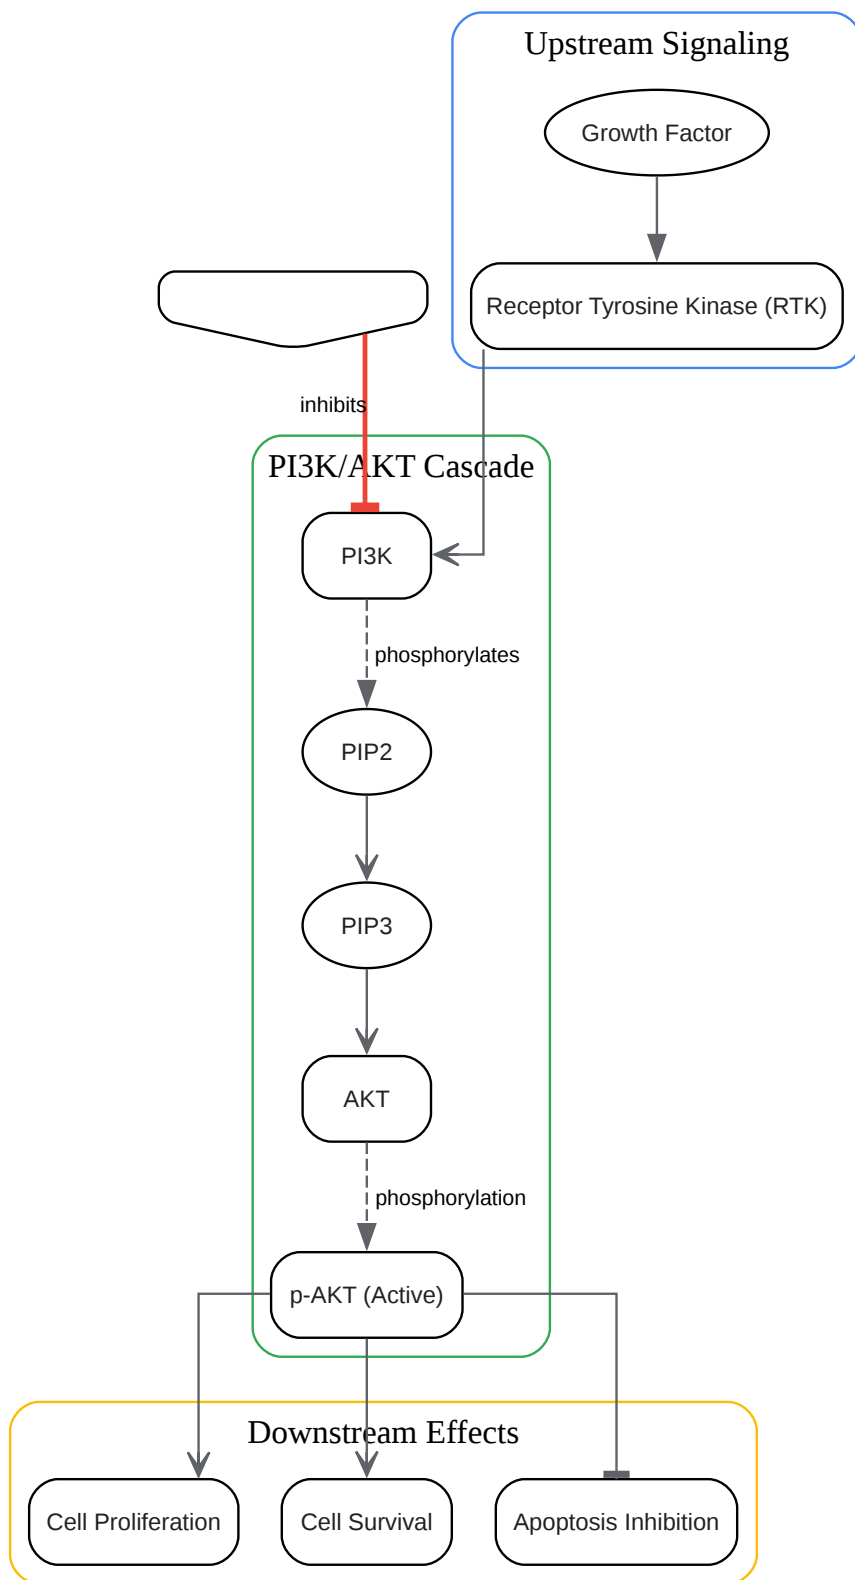 Upstream Signaling
Growth Factor
Receptor Tyrosine Kinase (RTK)
inhibits
PI3K/AKT Cascade
PI3K
phosphorylates
PIP2
PIP3
AKT
phosphorylation
p-AKT (Active)
Downstream Effects
Cell Proliferation
Cell Survival
Apoptosis Inhibition